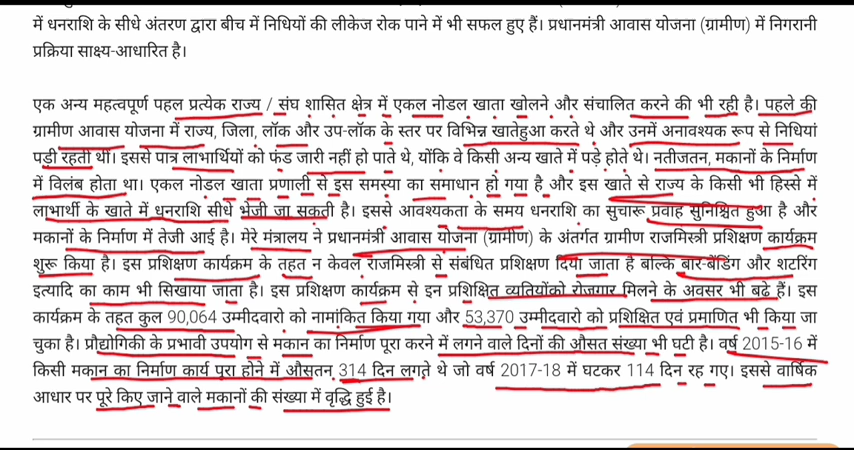 में धनराशि के सीधे अंतरण द्वारा बीच में निधियों की लीकेज रोक पाने में भी सफल हुए हैं। प्रधानमंत्री आवास योजना (ग्रामीण) में निगरानी
प्रक्रिया साक्ष्य-आधारित है।
एक अन्य महत्वपूर्ण पहल प्रत्येक राज्य / संघ शासित क्षेत्र में एकल नोडल खाता खोलने और संचालित करने की भी रही है। पहले की
ग्रामीण आवास योजना में राज्य, जिला, लॉक और उप-लॉक के स्तर पर विभिन्न खातेहुआ करते थे और उनमें अनावश्यक रूप से निधियां
पड़ी रहती थीं। इससे पात्र लाभार्थियों को फंड जारी नहीं हो पाते थे, योंकि वे किसी अन्य खाते में पड़े होते थे। नतीजतन, मकानों के निर्माण
में विलंब होता था। एकल नोडल खाता प्रणाली से इस समस्या का समाधान हो गया है और इस खाते से राज्य के किसी भी हिस्से में
लाभार्थी के खाते में धनराशि सीधे भेजी जा सकती है। इससे आवश्यकता के समय धनराशि का सुचारू प्रवाह सुनिश्चित हुआ है और
मकानों के निर्माण में तेजी आई है। मेरे मंत्रालय ने प्रधानमंत्री आवास योजना (ग्रामीण) के अंतर्गत ग्रामीण राजमिस्त्री प्रशिक्षण कार्यक्रम
शुरू किया है। इस प्रशिक्षण कार्यक्रम के तहत न केवल राजमिस्त्री से संबंधित प्रशिक्षण दिया जाता है बल्कि बार-बेंडिंग और शटरिंग
इत्यादि का काम भी सिखाया जाता है। इस प्रशिक्षण कार्यक्रम से इन प्रशिक्षित व्यतियोंको रोजगार मिलने के अवसर भी बढ़े हैं। इस
कार्यक्रम के तहत कुल 90,064 उम्मीदवारो को नामांकित किया गया और 53,370 उम्मीदवारो को प्रशिक्षित एवं प्रमाणित भी किया जा
चुका है। प्रौद्योगिकी के प्रभावी उपयोग से मकान का निर्माण पूरा करने में लगने वाले दिनों की औसत संख्या भी घटी है। वर्ष 2015-16 में
किसी मकान का निर्माण कार्य पूरा होने में औसतन 314 दिन लगते थे जो वर्ष 2017-18 में घटकर 114 दिन रह गए। इससे वार्षिक
आधार पर पूरे किए जाने वाले मकानों की संख्या में वृद्धि हुई है।